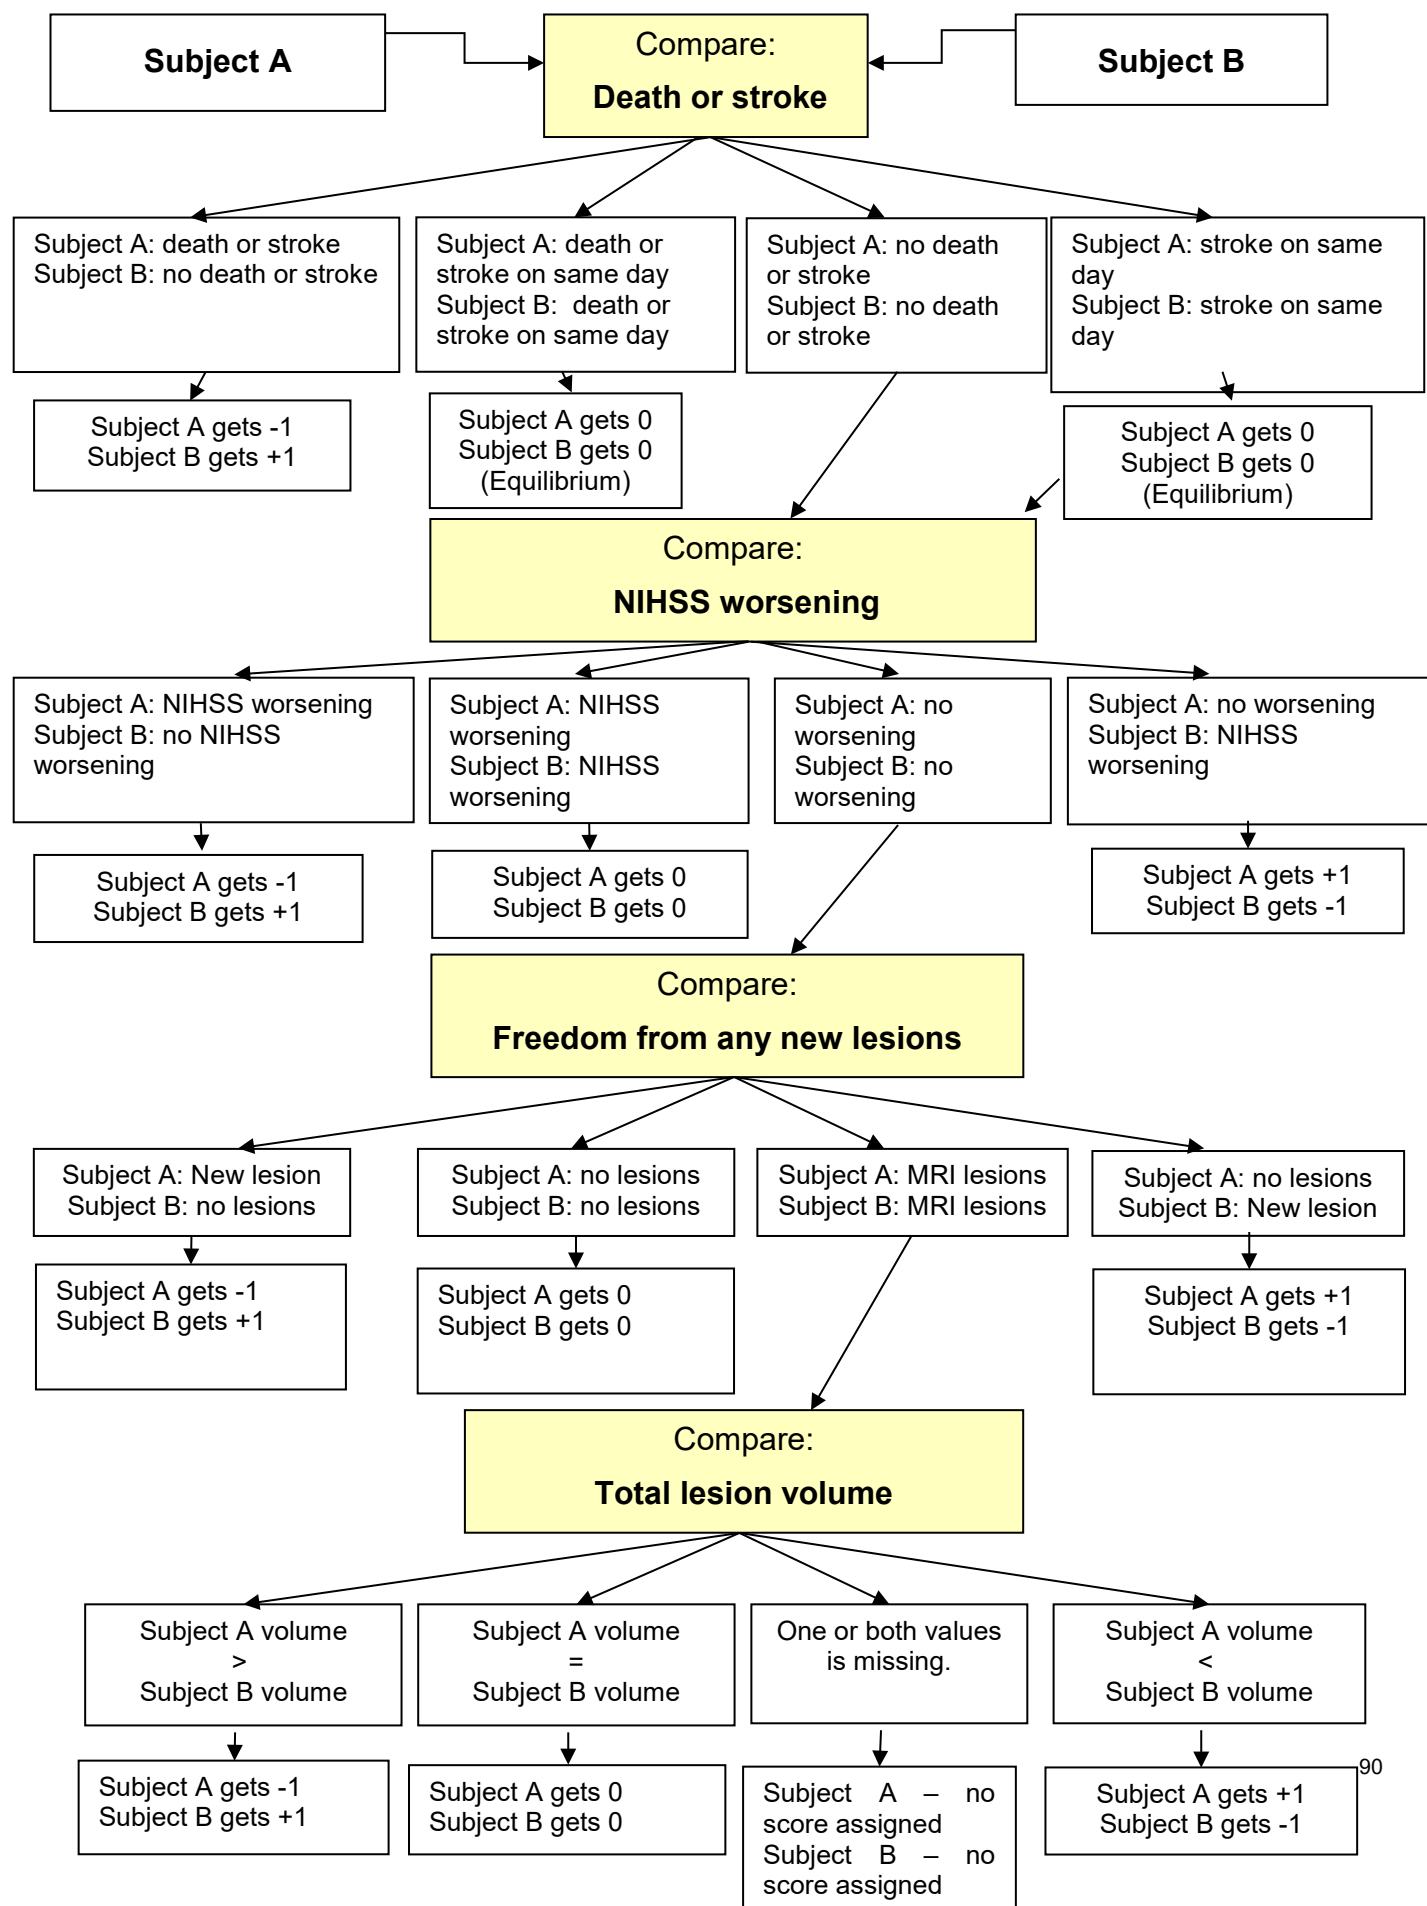 Subject A
Compare:
Death or stroke
Subject B
Subject A: death or stroke
Subject B: no death or stroke
Subject A: death or
stroke on same day
Subject B:  death or
stroke on same day
Subject A: no death
or stroke
Subject B: no death
or stroke
Subject A: stroke on same
day
Subject B: stroke on same
day
Subject A gets -1
Subject B gets +1
Subject A gets 0
Subject B gets 0
(Equilibrium)
Subject A gets 0
Subject B gets 0
(Equilibrium)
Compare:
NIHSS worsening
Subject A: NIHSS worsening
Subject B: no NIHSS
worsening
Subject A: NIHSS
worsening
Subject B: NIHSS
worsening
Subject A: no
worsening
Subject B: no
worsening
Subject A: no worsening
Subject B: NIHSS
worsening
Subject A gets -1
Subject B gets +1
Subject A gets 0
Subject B gets 0
Subject A gets +1
Subject B gets -1
Compare:
Freedom from any new lesions
Subject A: New lesion
Subject B: no lesions
Subject A: no lesions
Subject B: no lesions
Subject A: MRI lesions
Subject B: MRI lesions
Subject A: no lesions
Subject B: New lesion
Subject A gets -1
Subject B gets +1
Subject A gets 0
Subject B gets 0
Subject A gets +1
Subject B gets -1
Compare:
Total lesion volume
Subject A volume
>
Subject B volume
Subject A volume
=
Subject B volume
One or both values
is missing.
Subject A volume
<
Subject B volume
Subject A gets -1
Subject B gets +1
Subject A gets 0
Subject B gets 0
Subject A – no
score assigned
Subject B – no
score assigned
Subject A gets +1
Subject B gets -1
90